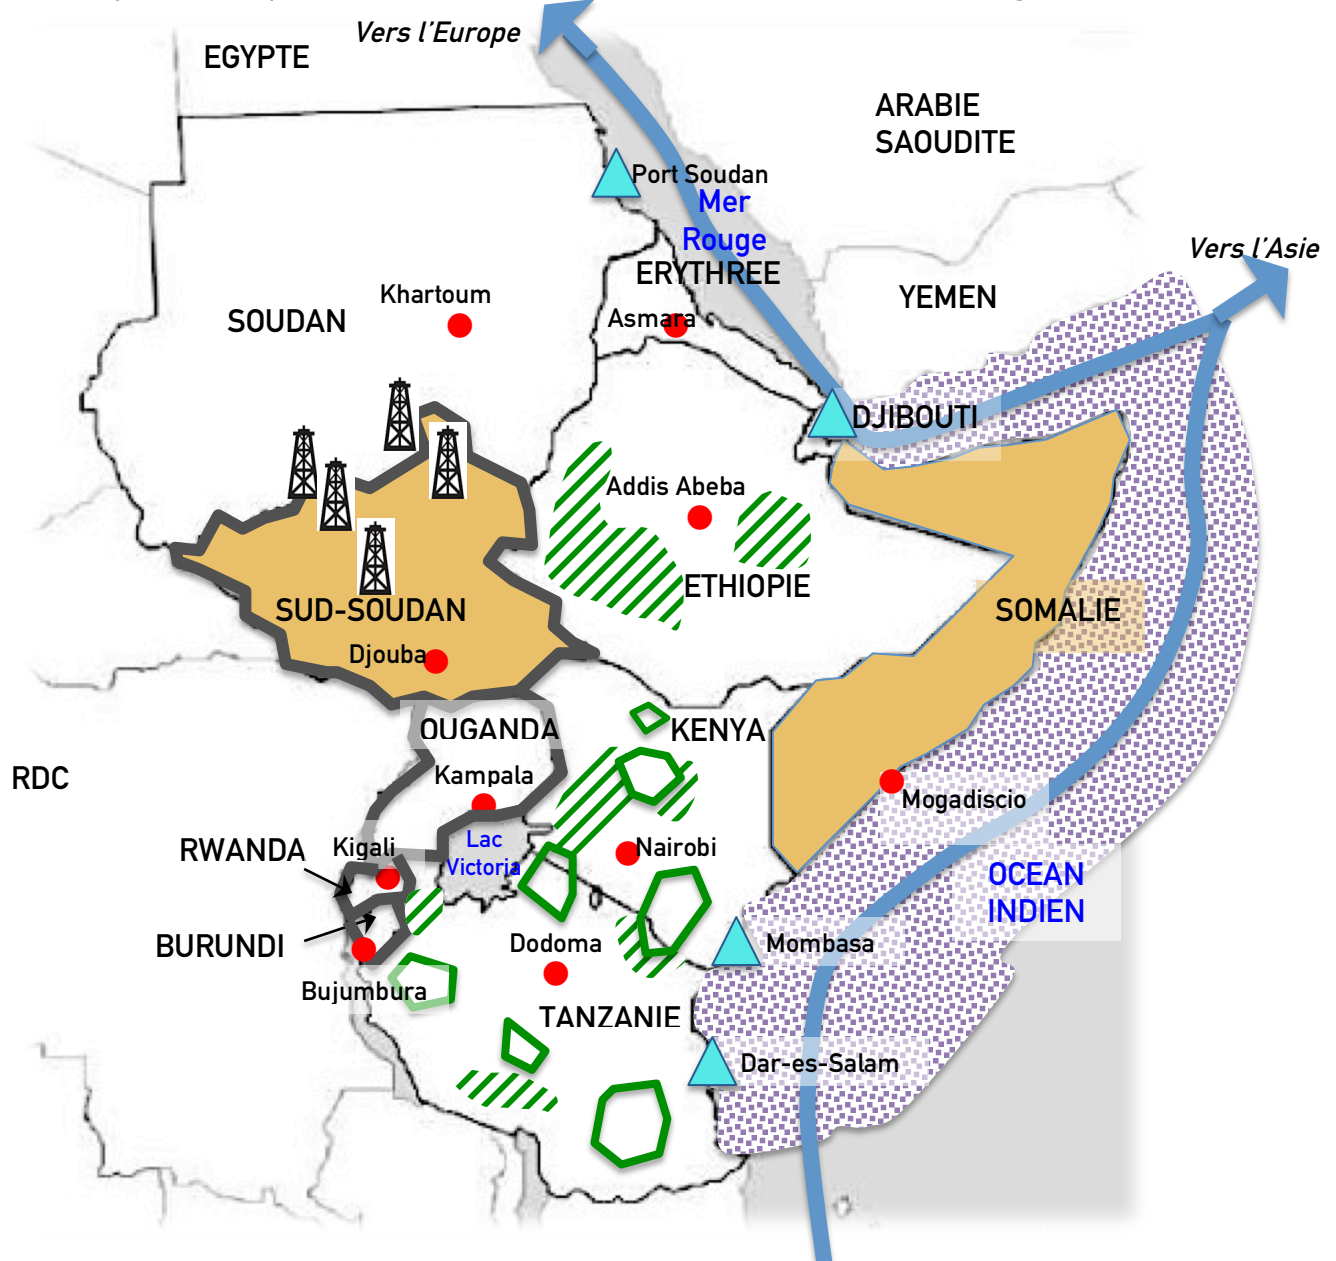 Vers l'Europe
EGYPTE
ARABIE
SAOUDITE
Port Soudan
Mer
Rouge
Vers l'Asie
ERYTHREE
Khartoum
YEMEN
SOUDAN
Asmara
DJIBOUTI
Addis Abeba
ETHIOPIE
SUD-SOUDAN
SOMALIE
Djouba
OUGANDA
KENYA
Kampala
RDC
Mogadiscio
Lac
Victoria
Kigali
Nairobi
RWANDA
OCEAN
INDIEN
BURUNDI
Dodoma
Mombasa
Bujumbura
TANZANIE
Dar-es-Salam